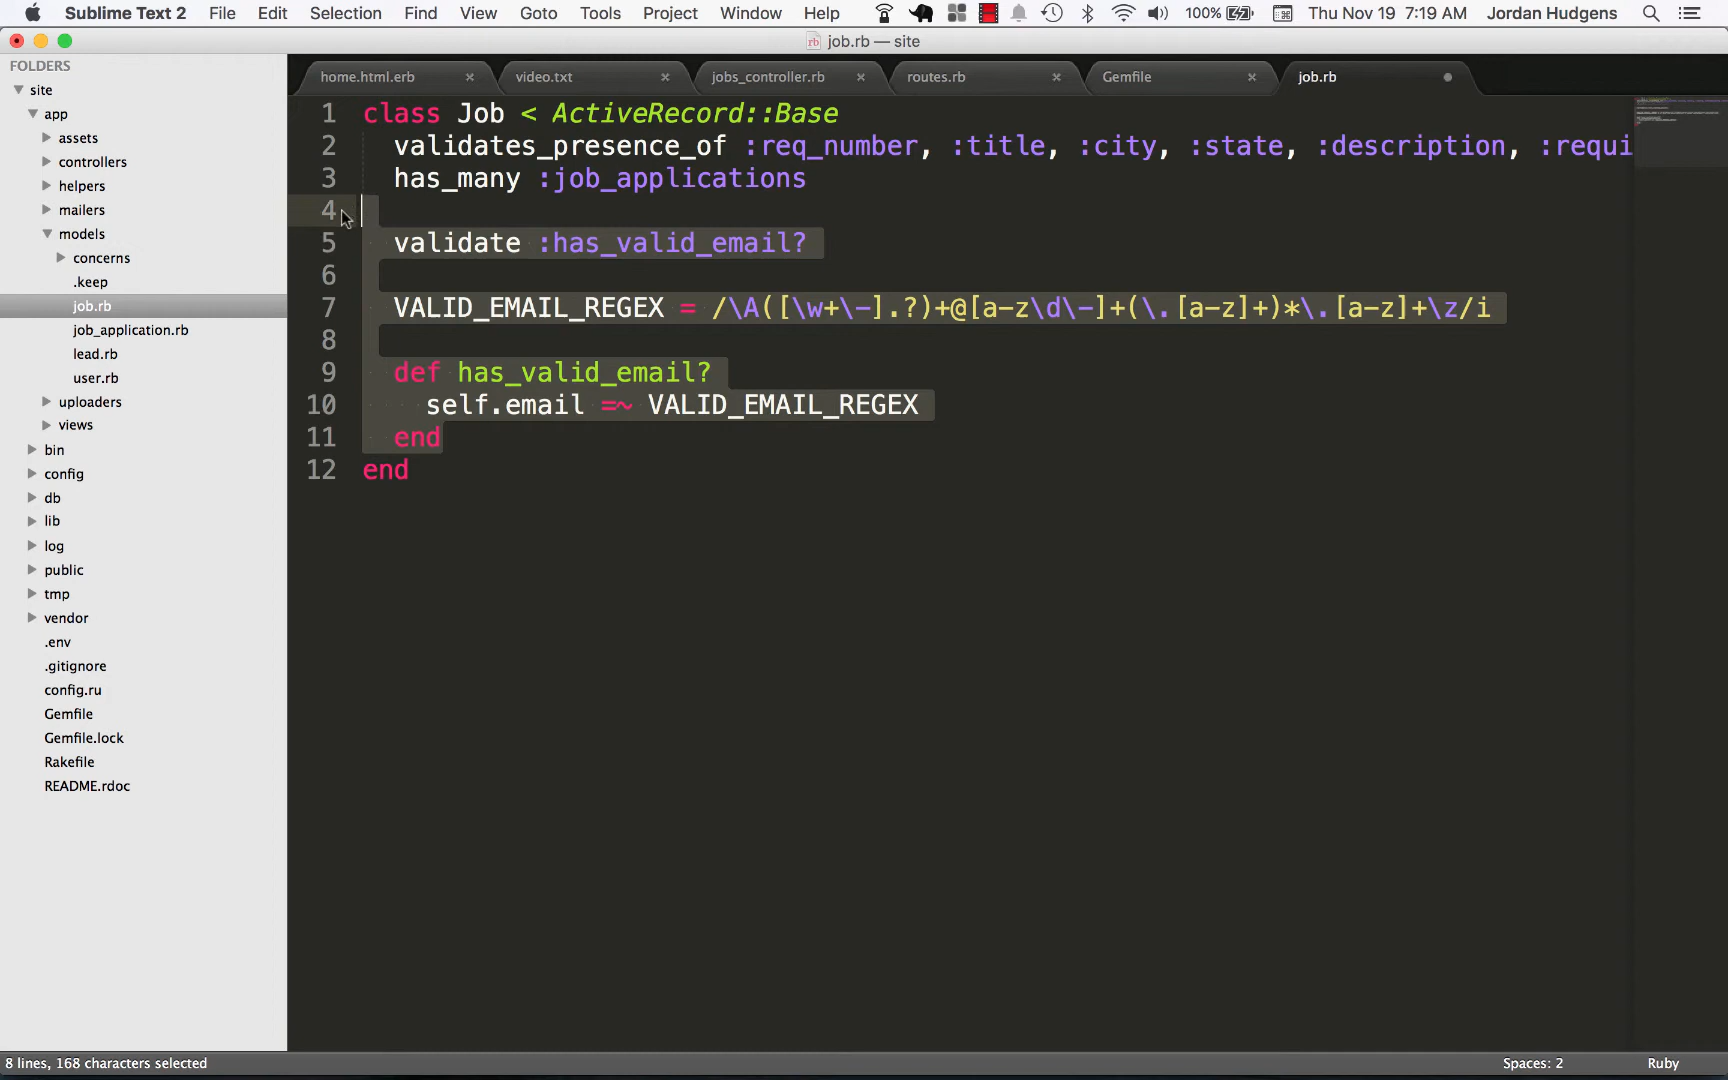 Sublime Text 2 File Edit Selection Find View Goto Tools Project Window Help 100% Thu Nov 19 7:19 AM Jordan Hudgens
job.rb — site
FOLDERS
site
app
assets
controllers
helpers
mailers
models
concerns
.keep
job.rb
job_application.rb
lead.rb
user.rb
uploaders
views
bin
config
db
lib
log
public
tmp
vendor
.env
.gitignore
config.ru
Gemfile
Gemfile.lock
Rakefile
README.rdoc
home.html.erb video.txt jobs_controller.rb routes.rb Gemfile job.rb
1 class Job < ActiveRecord::Base
2 validates_presence_of :req_number, :title, :city, :state, :description, :requi
3 has_many :job_applications
4
5 validate :has_valid_email?
6
7 VALID_EMAIL_REGEX = /\A([\w+\-].?)+@[a-z\d\-]+(\.[a-z]+)*\.[a-z]+\z/i
8
9 def has_valid_email?
10 self.email =~ VALID_EMAIL_REGEX
11 end
12 end
8 lines, 168 characters selected Spaces: 2 Ruby